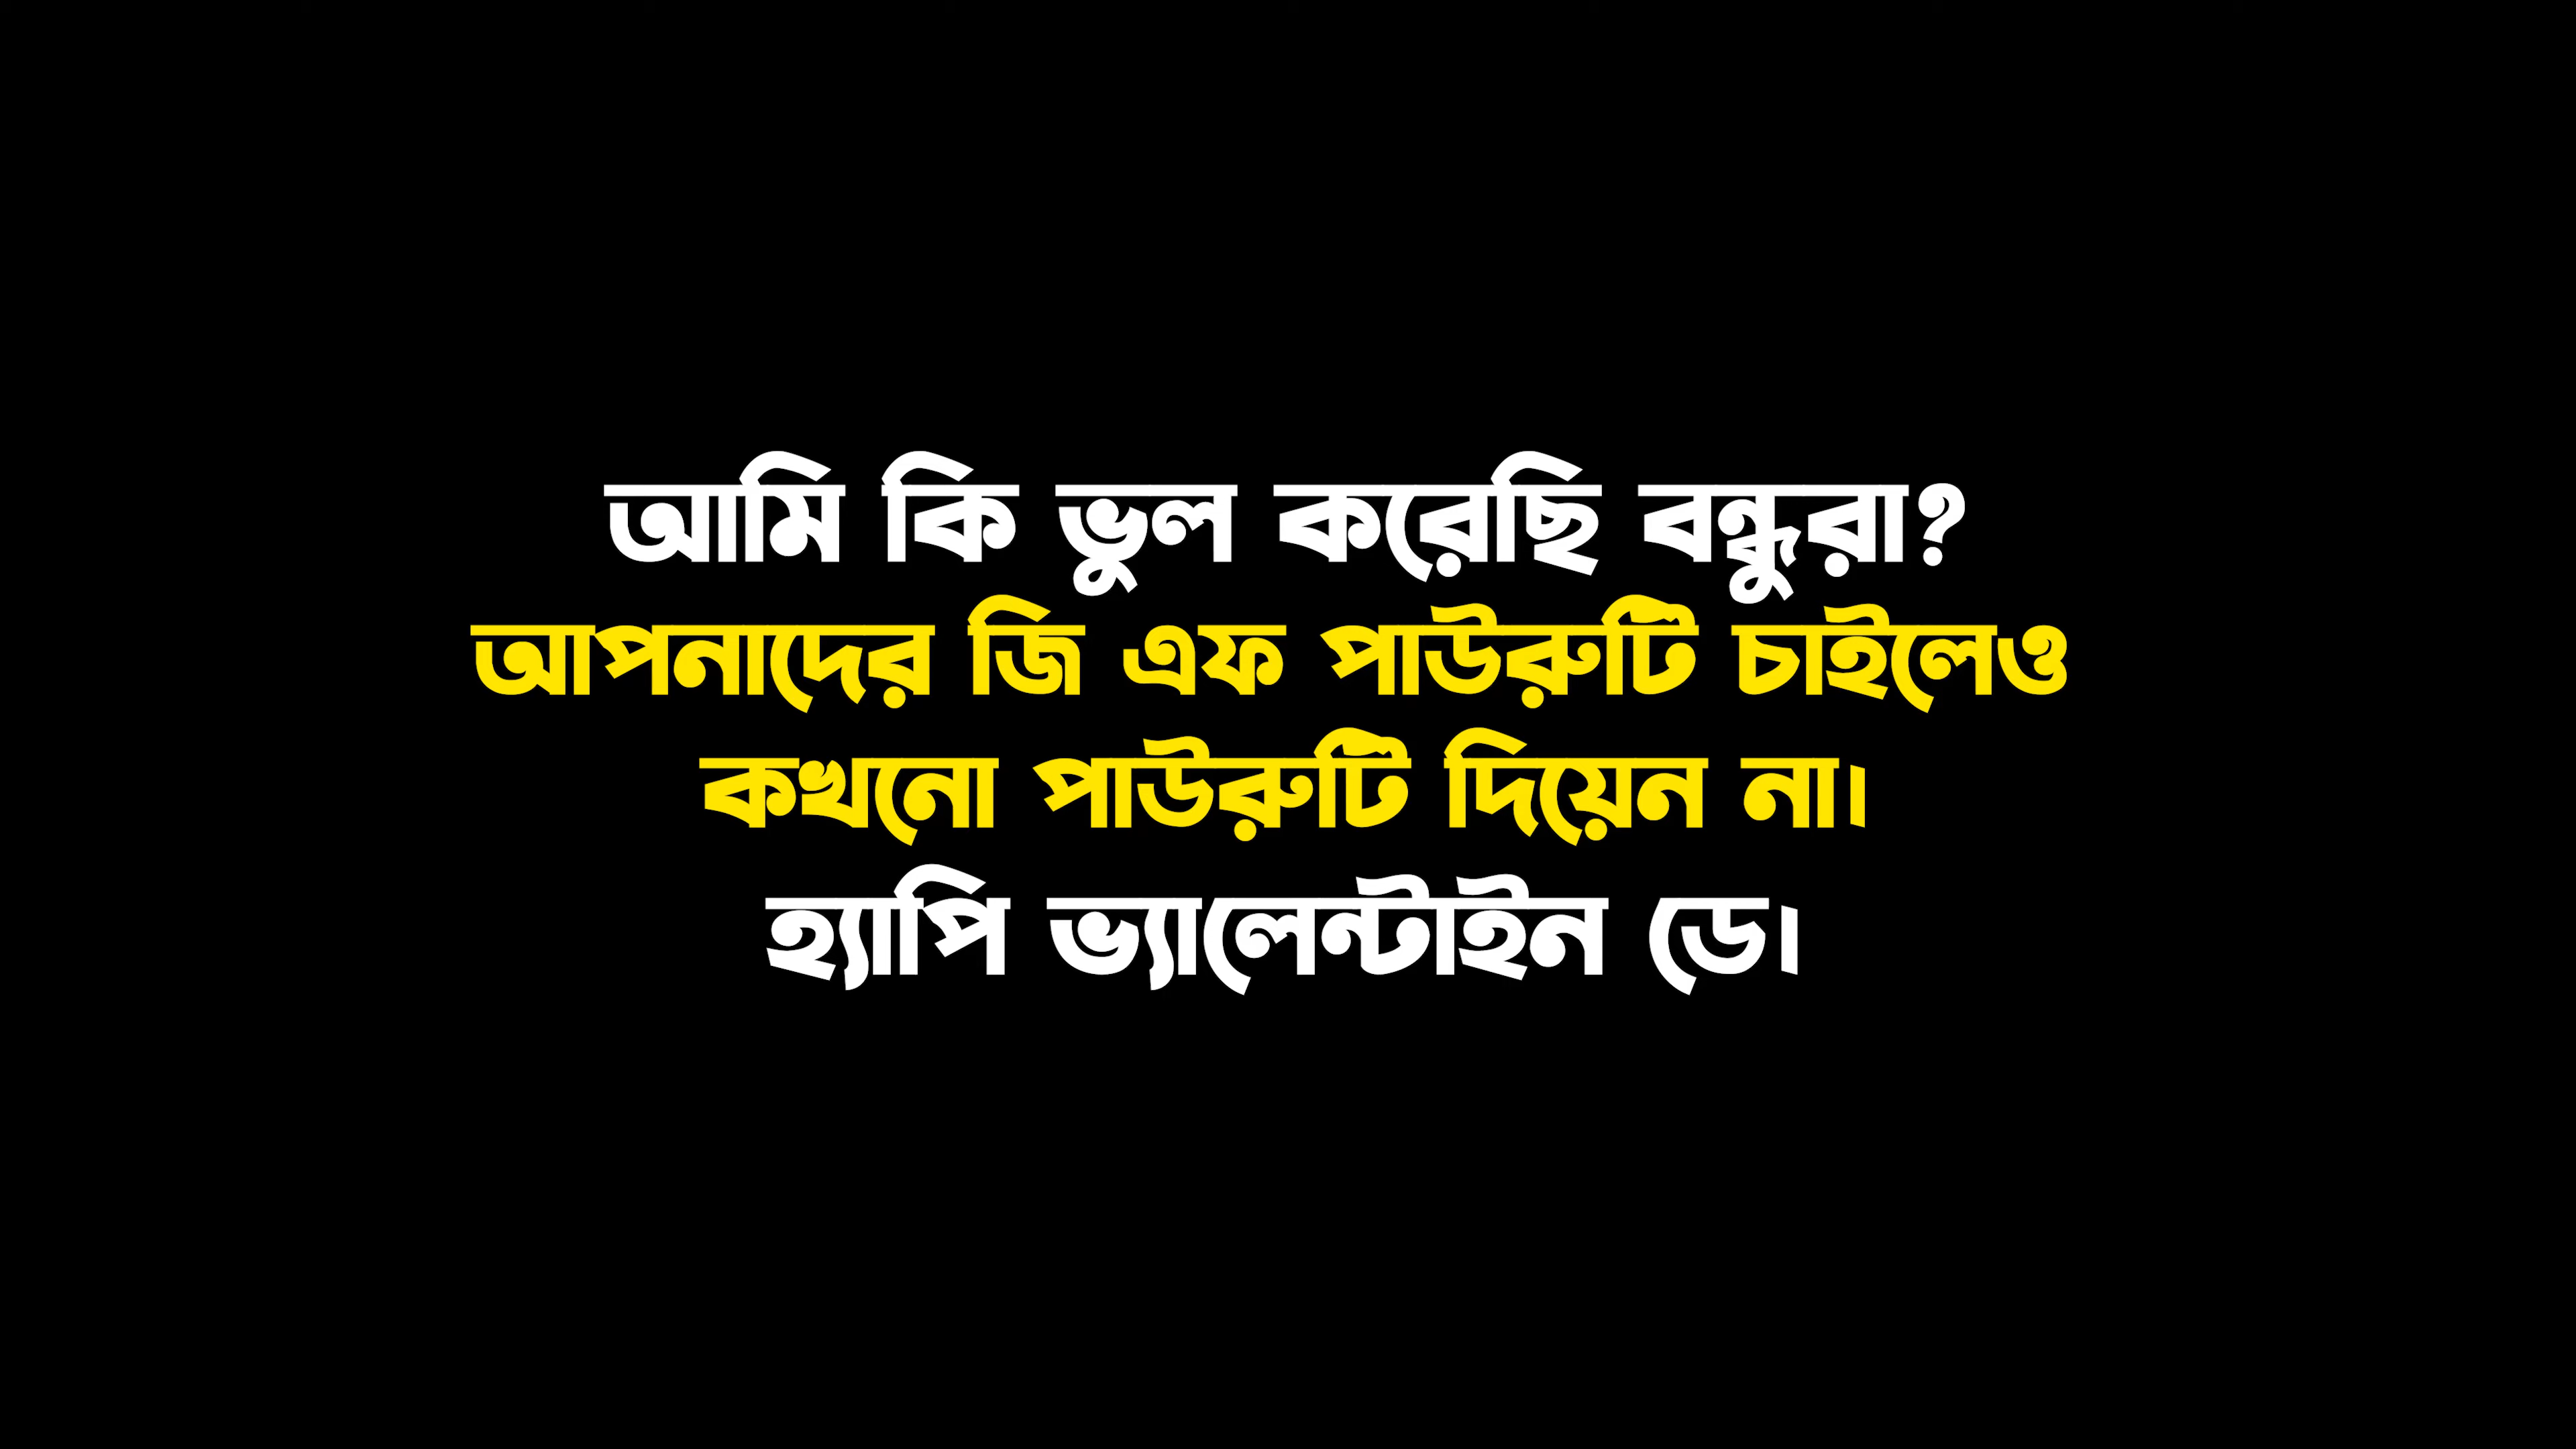 আমি কি ভুল করেছি বন্ধুরা?
আপনাদের জি এফ পাউরুটি চাইলেও
কখনো পাউরুটি দিয়েন না।
হ্যাপি ভ্যালেন্টাইন ডে।